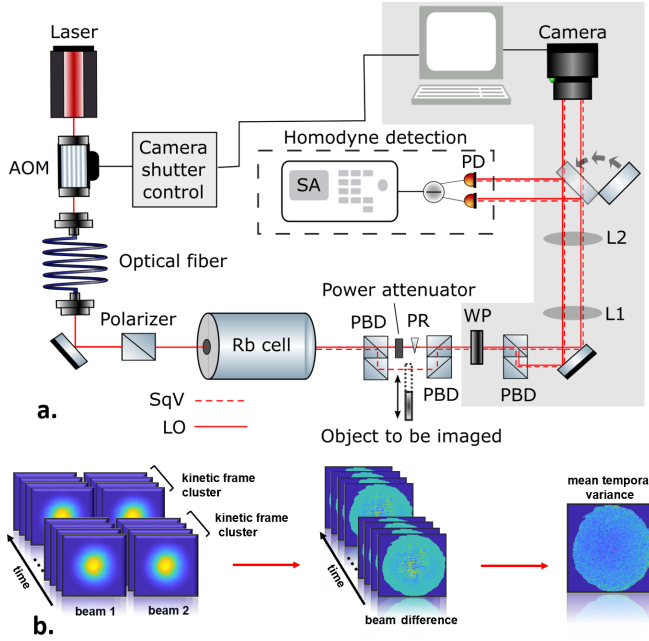 Laser
Camera
AOM
Camera
shutter
control
Homodyne detection
SA
PD
Optical fiber
L2
L1
Polarizer
Rb cell
Power attenuator
PBD
PR
WP
PBD
PBD
SqV
LO
Object to be imaged
a.
kinetic frame
cluster
kinetic frame
cluster
time
...
beam 1
beam 2
time
...
beam difference
mean tempora
variance
b.